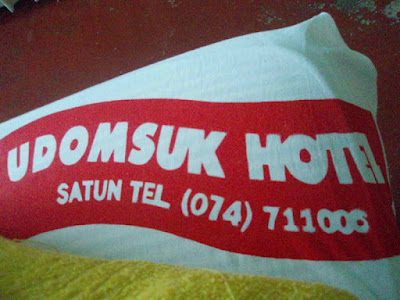 UDOMSUK HOTEL
SATUN TEL (074) 711006